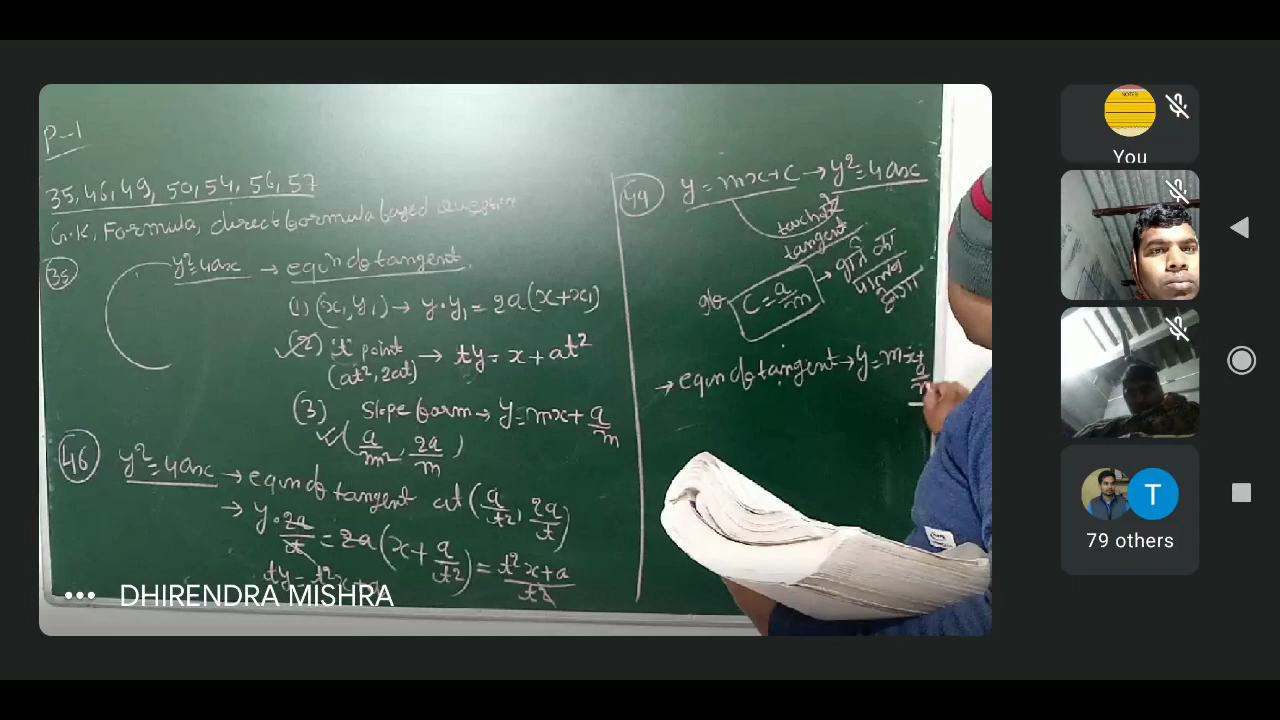 P-1
35, 46, 49, 50, 54, 56, 57
G.K, Formula, direct formula based question
35 y²=4ax → eqⁿ of tangent
(1) (x₁, y₁) → y·y₁ = 2a(x+x₁)
(2) 't' point → ty = x + at²
(at², 2at)
(3) Slope form → y = mx + a/m
(a/m², 2a/m)
46 y²=4ax → eqⁿ of tangent at (a/t², 2a/t)
→ y·2a/t = 2a(x + a/t²) = t²x+a/t²
49 y = mx+c → y² = 4ax
tangent
C = a/m →
→ eqⁿ of tangent → y = mx+a/m
DHIRENDRA MISHRA
NOTES
You
T
79 others